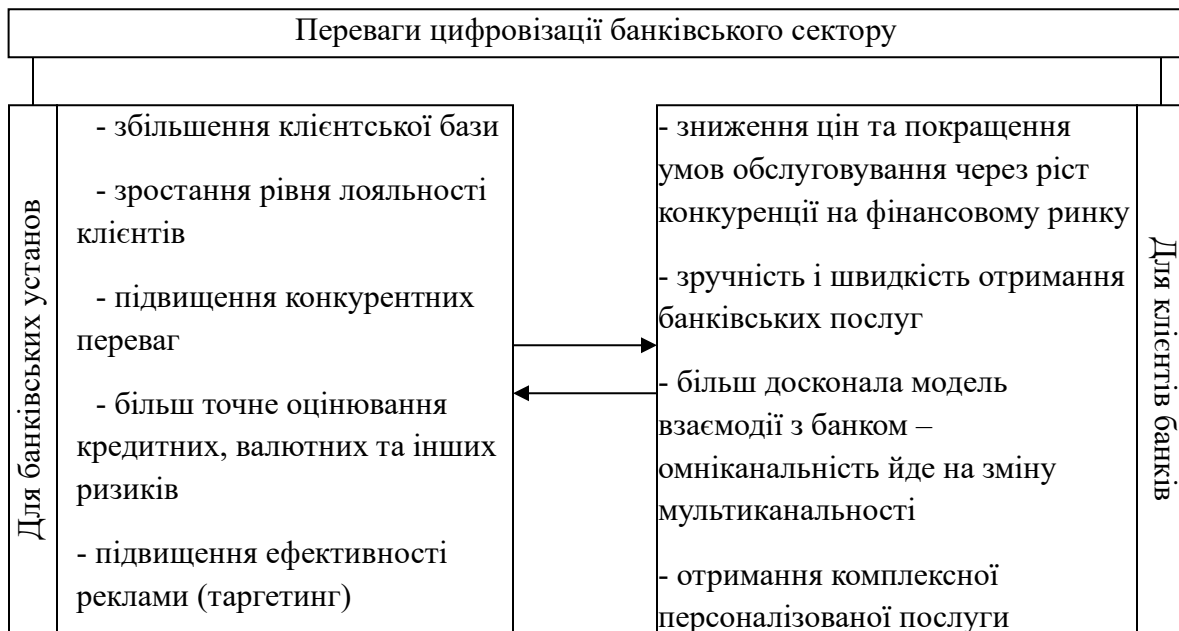 Переваги цифровізації банківського сектору
Для банківських установ
- збільшення клієнтської бази
- зростання рівня лояльності
клієнтів
- підвищення конкурентних
переваг
- більш точне оцінювання
кредитних, валютних та інших
ризиків
- підвищення ефективності
реклами (таргетинг)
- зниження цін та покращення
умов обслуговування через ріст
конкуренції на фінансовому ринку
- зручність і швидкість отримання
банківських послуг
- більш досконала модель
взаємодії з банком –
омніканальність йде на зміну
мультиканальності
- отримання комплексної
персоналізованої послуги
Для клієнтів банків